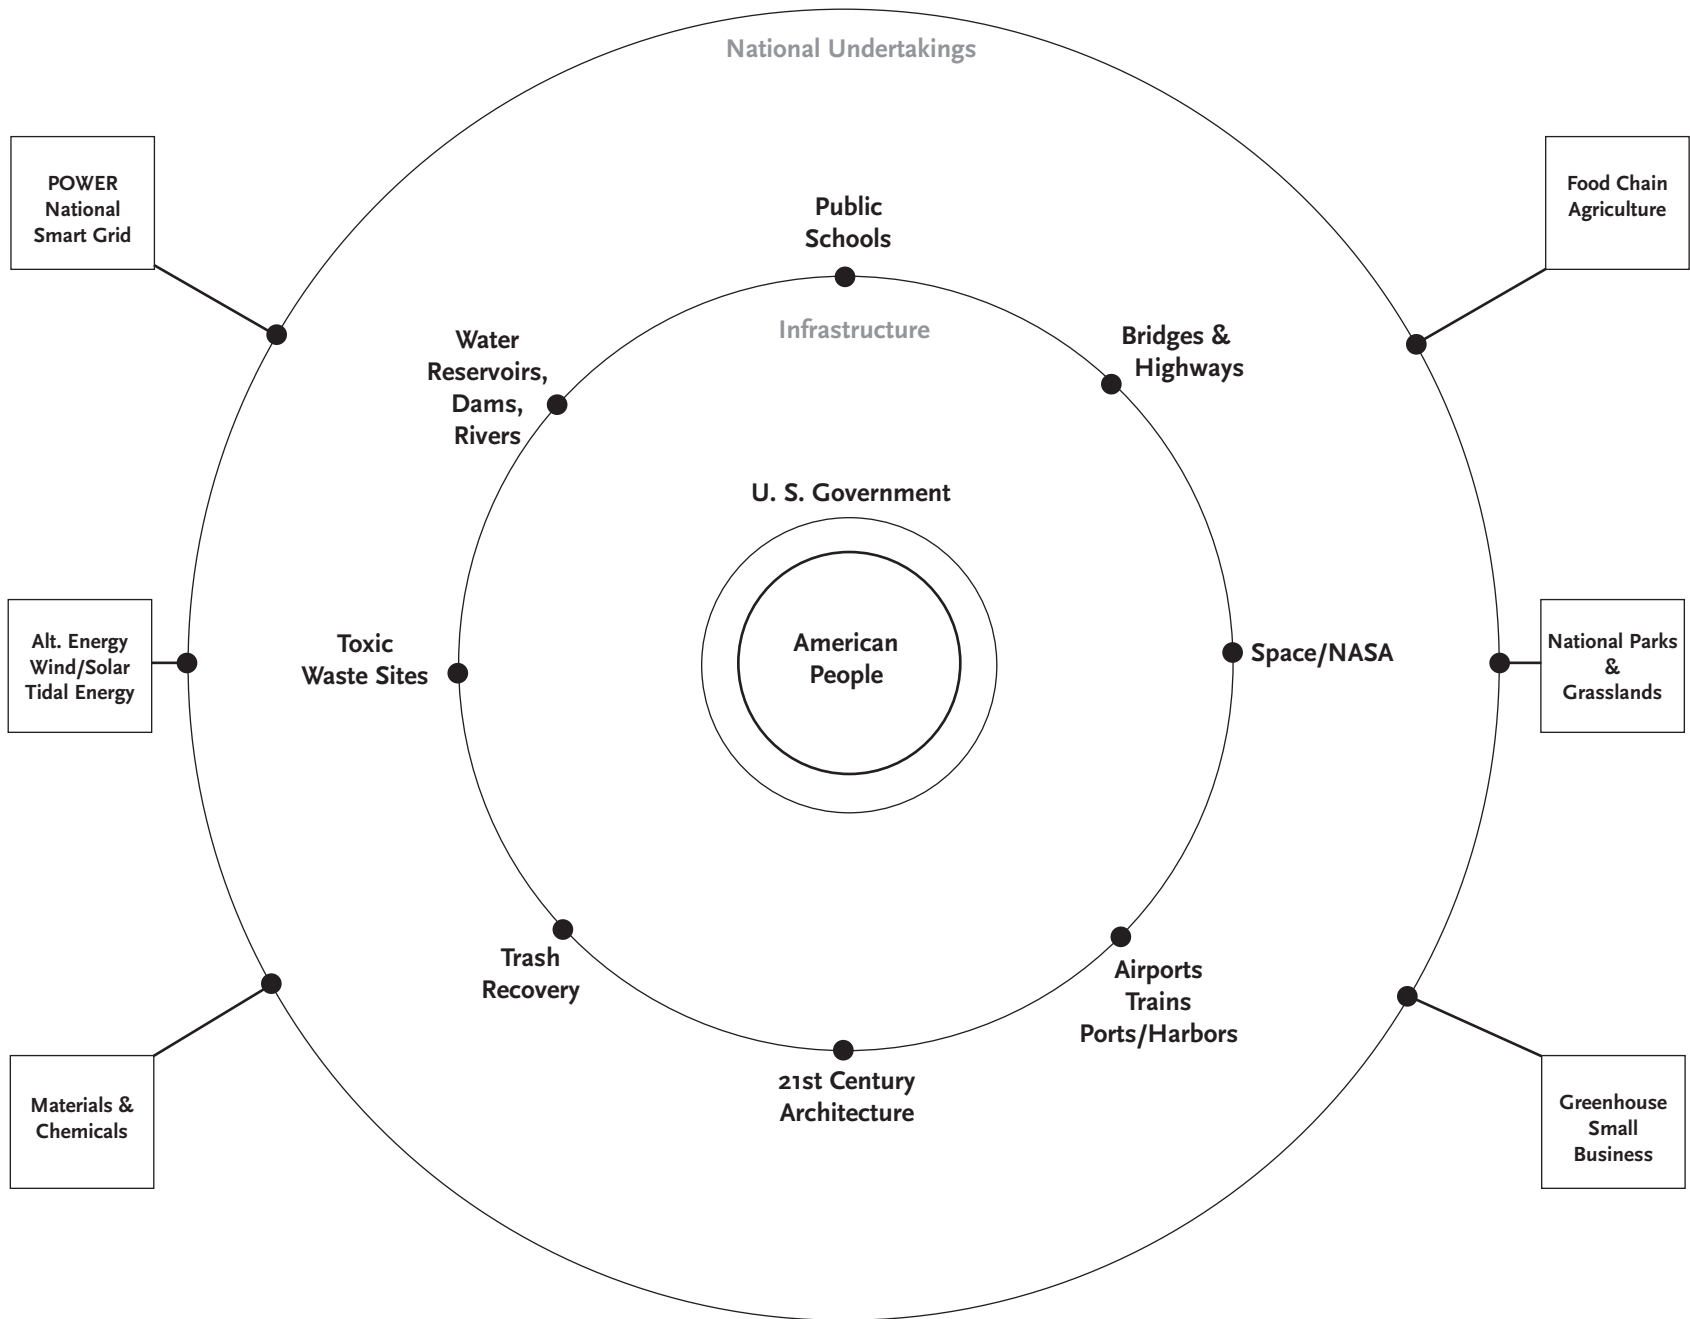 National Undertakings
POWER
National
Smart Grid
Food Chain
Agriculture
Public
Schools
Infrastructure
Water
Reservoirs,
Dams,
Rivers
Bridges &
Highways
U. S. Government
American
People
Alt. Energy
Wind/Solar
Tidal Energy
Toxic
Waste Sites
Space/NASA
National Parks
&
Grasslands
Trash
Recovery
Airports
Trains
Ports/Harbors
21st Century
Architecture
Materials &
Chemicals
Greenhouse
Small
Business